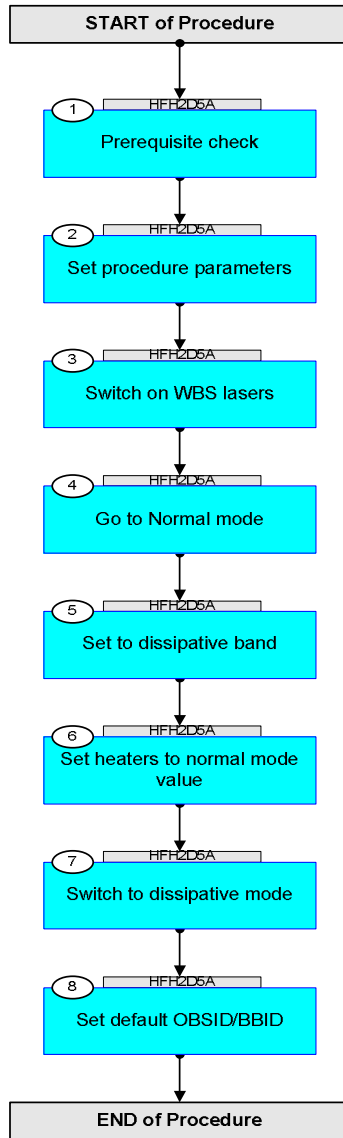 START of Procedure
HFH2D5A
1
Prerequisite check
HFH2D5A
2
Set procedure parameters
HFH2D5A
3
Switch on WBS lasers
HFH2D5A
4
Go to Normal mode
HFH2D5A
5
Set to dissipative band
HFH2D5A
6
Set heaters to normal mode
value
HFH2D5A
7
Switch to dissipative mode
HFH2D5A
8
Set default OBSID/BBID
END of Procedure